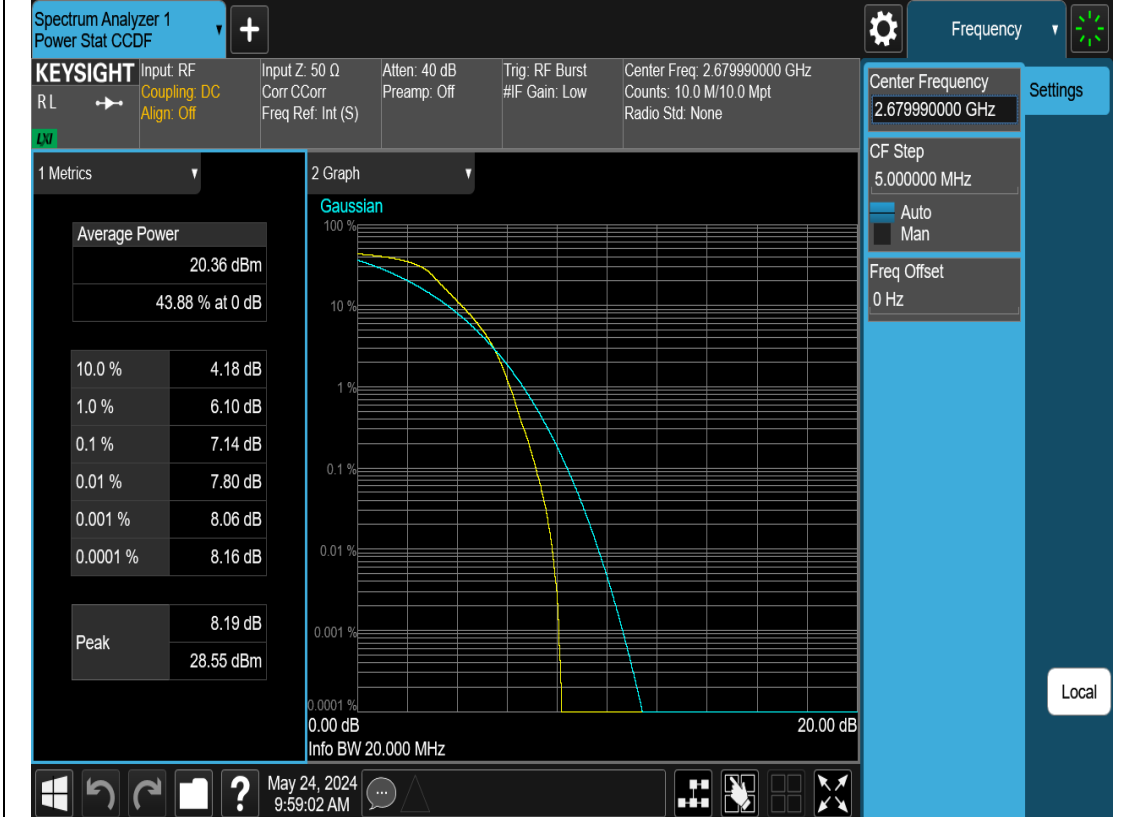 Spectrum Analyzer 1
Power Stat CCDF
+
Frequency
KEYSIGHT
RL
LXI
Input: RF
Coupling: DC
Align: Off
Input Z: 50 Ω
Corr CCorr
Freq Ref: Int (S)
Atten: 40 dB
Preamp: Off
Trig: RF Burst
#IF Gain: Low
Center Freq: 2.679990000 GHz
Counts: 10.0 M/10.0 Mpt
Radio Std: None
Center Frequency
2.679990000 GHz
Settings
CF Step
5.000000 MHz
Auto
Man
Freq Offset
0 Hz
1 Metrics
Average Power
20.36 dBm
43.88 % at 0 dB
10.0 % 4.18 dB
1.0 % 6.10 dB
0.1 % 7.14 dB
0.01 % 7.80 dB
0.001 % 8.06 dB
0.0001 % 8.16 dB
Peak
8.19 dB
28.55 dBm
2 Graph
Gaussian
100 %
10 %
1 %
0.1 %
0.01 %
0.001 %
0.0001 %
0.00 dB 20.00 dB
Info BW 20.000 MHz
Local
?
May 24, 2024
9:59:02 AM